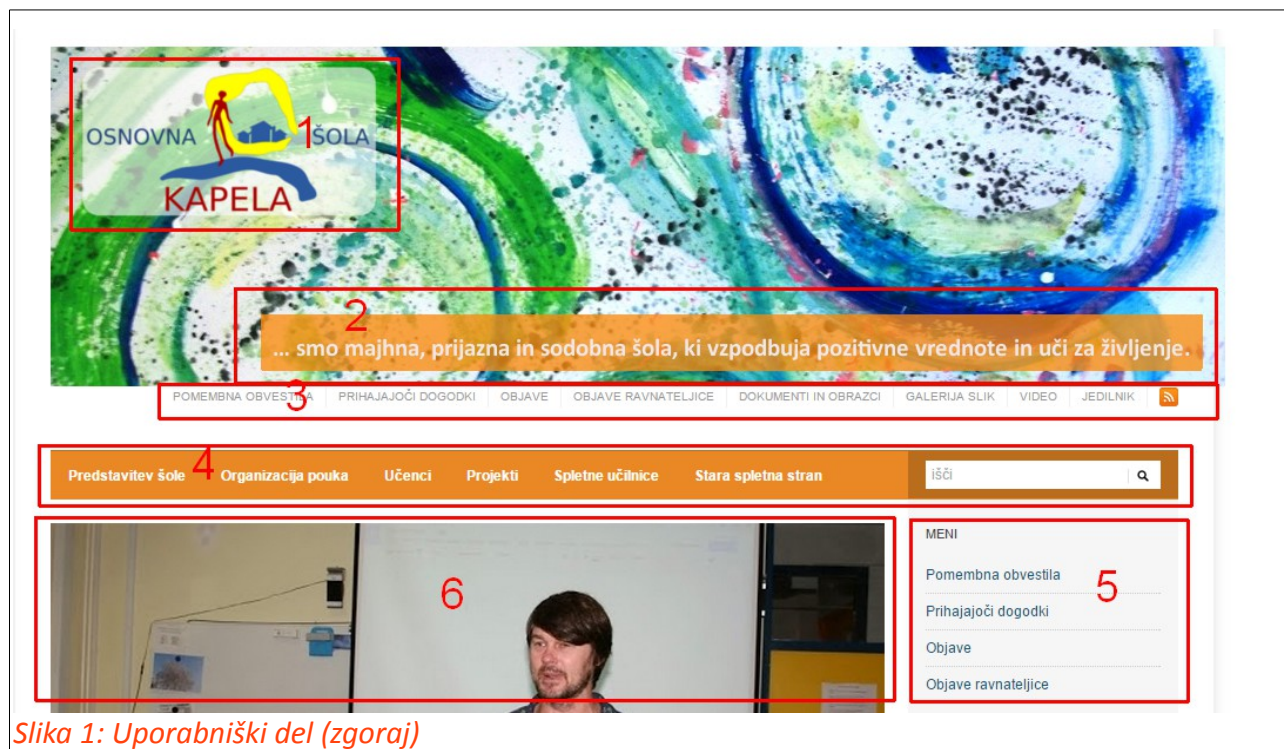 OSNOVNA 1 ŠOLA
KAPELA
2
... smo majhna, prijazna in sodobna šola, ki vzpodbuja pozitivne vrednote in uči za življenje.
POMEMBNA OBVESTILA PRIHAJAJOČI DOGODKI OBJAVE OBJAVE RAVNATELJICE DOKUMENTI IN OBRAZCI GALERIJA SLIK VIDEO JEDILNIK
3
Predstavitev šole 4 Organizacija pouka Učenci Projekti Spletne učilnice Stara spletna stran išči
MENI
Pomembna obvestila
Prihajajoči dogodki
Objave
Objave ravnateljice
5
6
Slika 1: Uporabniški del (zgoraj)